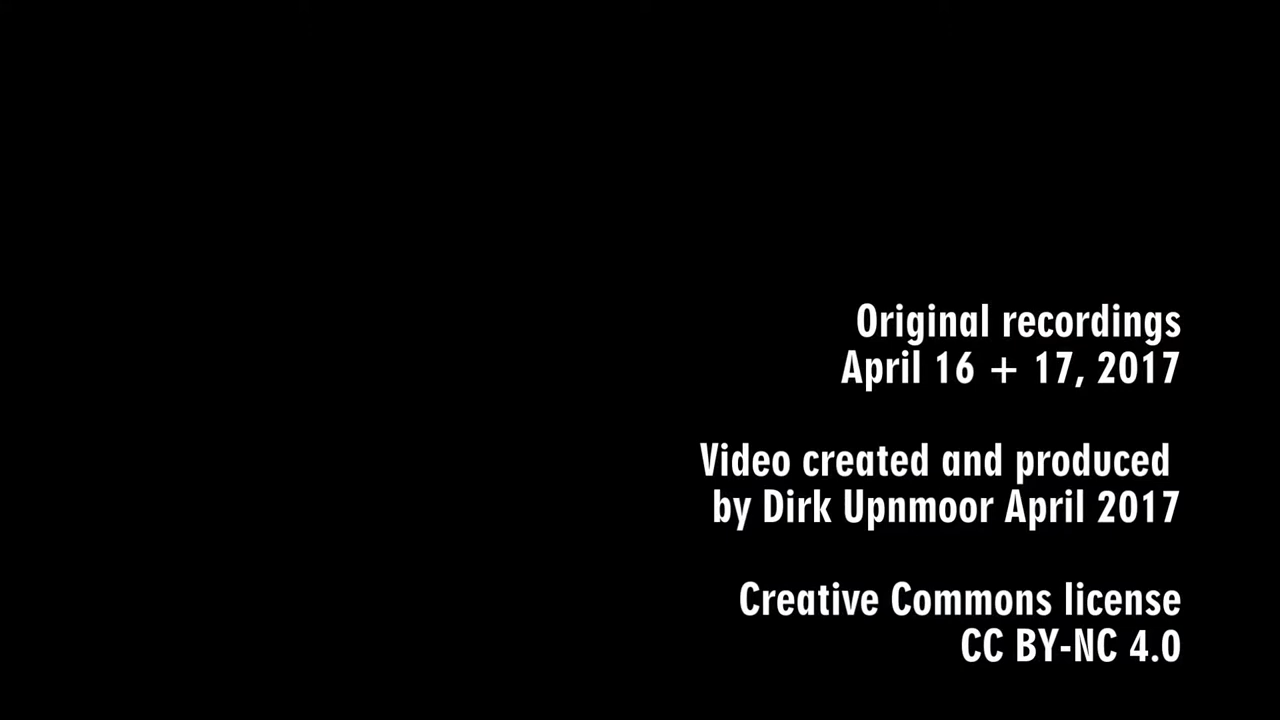 Original recordings
April 16 + 17, 2017
Video created and produced
by Dirk Upnmoor April 2017
Creative Commons license
CC BY-NC 4.0